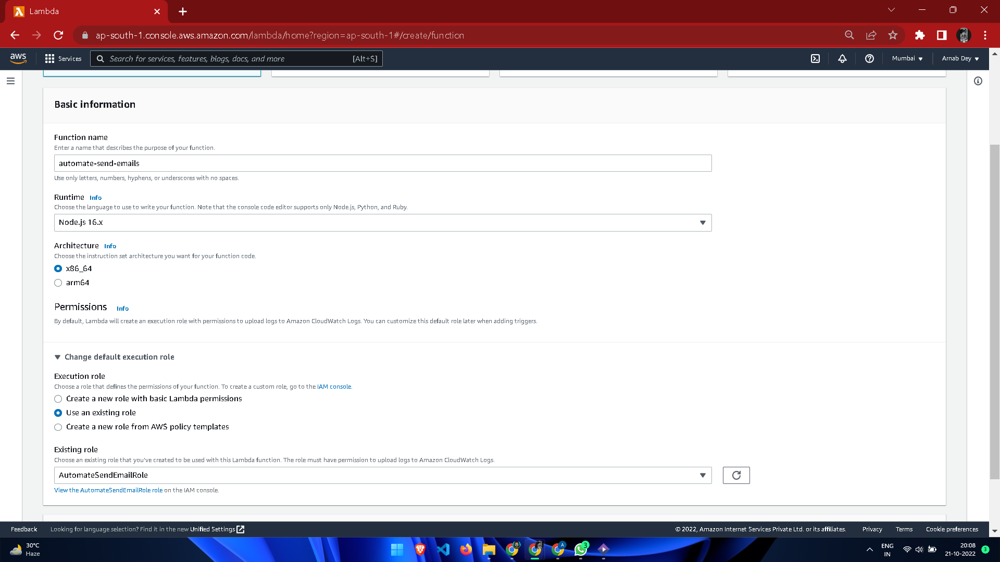 Lambda
ap-south-1.console.aws.amazon.com/lambda/home?region=ap-south-1#/create/function
aws
Services
Search for services, features, blogs, docs, and more
[Alt+S]
Mumbai
Arnab Dey
Basic information
Function name
Enter a name that describes the purpose of your function.
automate-send-emails
Use only letters, numbers, hyphens, or underscores with no spaces.
Runtime Info
Choose the language to use to write your function. Note that the console code editor supports only Node.js, Python, and Ruby.
Node.js 16.x
Architecture Info
Choose the instruction set architecture you want for your function code.
x86_64
arm64
Permissions Info
By default, Lambda will create an execution role with permissions to upload logs to Amazon CloudWatch Logs. You can customize this default role later when adding triggers.
Change default execution role
Execution role
Choose a role that defines the permissions of your function. To create a custom role, go to the IAM console.
Create a new role with basic Lambda permissions
Use an existing role
Create a new role from AWS policy templates
Existing role
Choose an existing role that you've created to be used with this Lambda function. The role must have permission to upload logs to Amazon CloudWatch Logs.
AutomateSendEmailRole
View the AutomateSendEmailRole role on the IAM console.
Feedback
Looking for language selection? Find it in the new Unified Settings
© 2022, Amazon Internet Services Private Ltd. or its affiliates.
Privacy
Terms
Cookie preferences
30°C
Haze
A
3
ENG
IN
20:08
21-10-2022
3